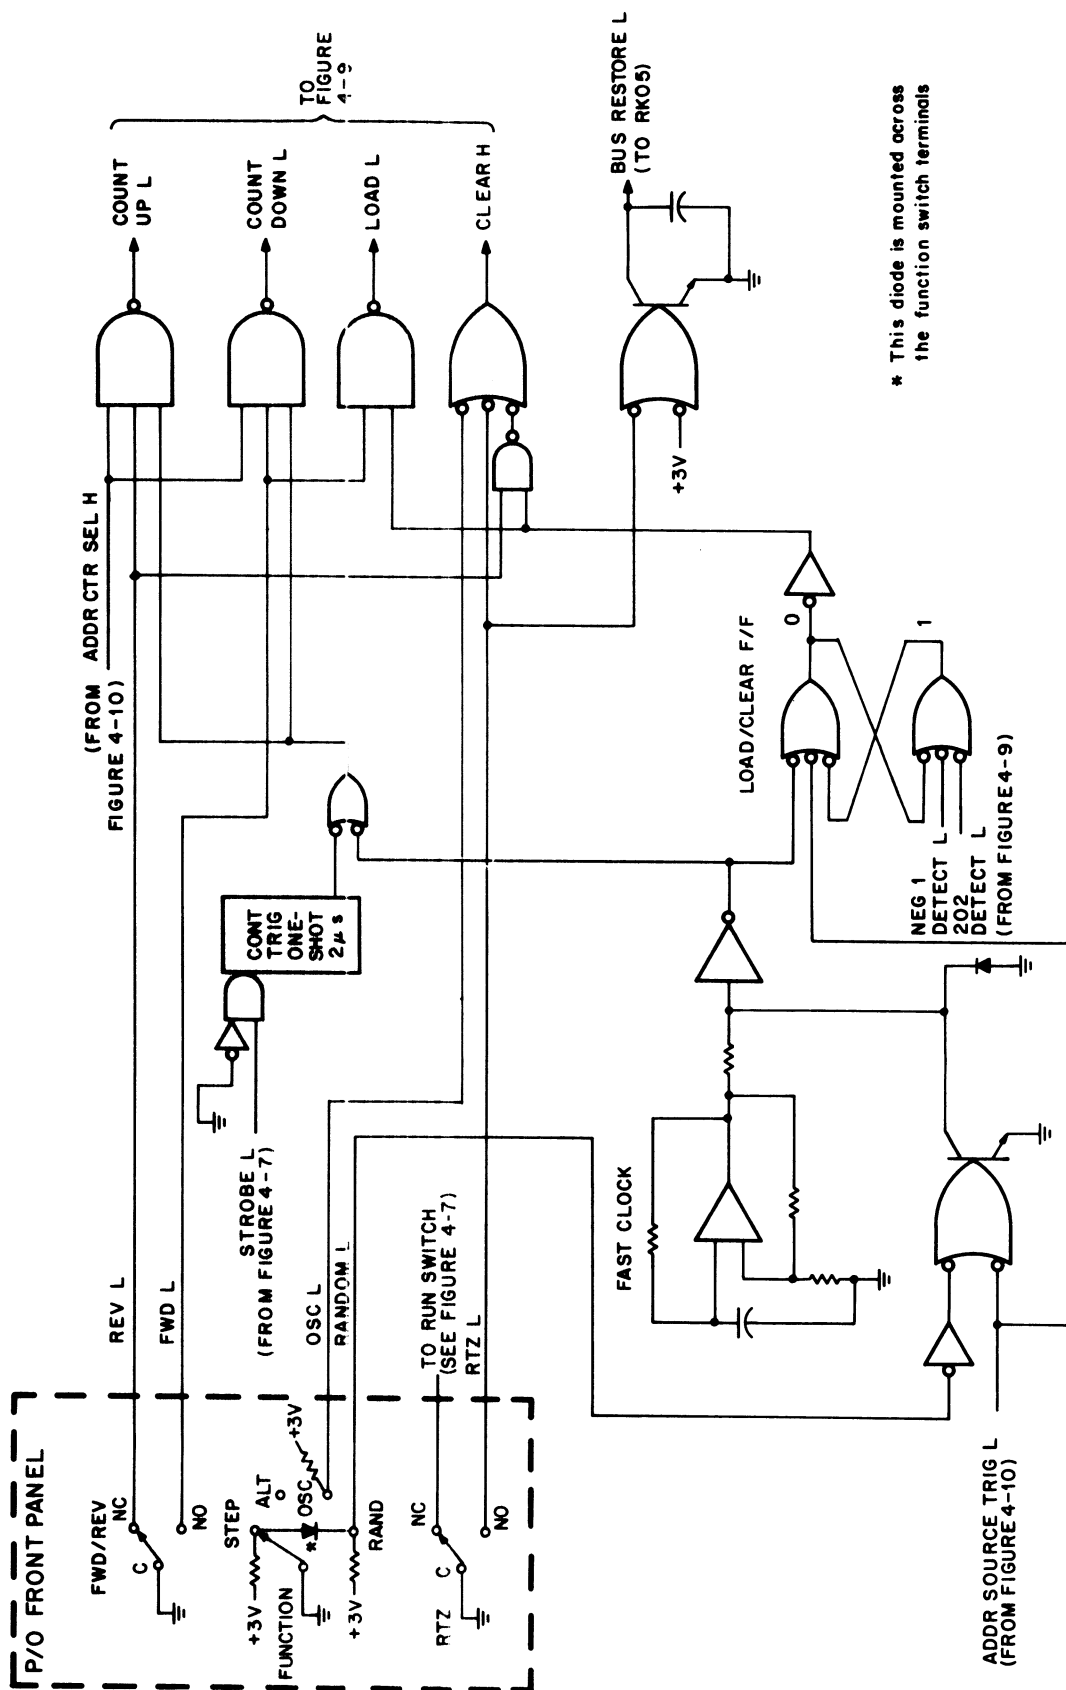 P/O FRONT PANEL
FWD/REV
NC
C
NO
REV L
FWD L
STEP
ALT
OSC
+3V
+3V
*
FUNCTION
+3V
RAND
OSC L
RANDOM L
RTZ
NC
C
NO
TO RUN SWITCH
(SEE FIGURE 4-7)
RTZ L
STROBE L
(FROM FIGURE 4-7)
CONT
TRIG
ONE-
SHOT
2μs
(FROM ADDR CTR SEL H
FIGURE 4-10)
COUNT
UP L
COUNT
DOWN L
LOAD L
CLEAR H
TO
FIGURE
4-9
BUS RESTORE L
(TO RK05)
+3V
FAST CLOCK
LOAD/CLEAR F/F
0
1
NEG 1
DETECT L
202
DETECT L
(FROM FIGURE 4-9)
ADDR SOURCE TRIG L
(FROM FIGURE 4-10)
* This diode is mounted across
the function switch terminals